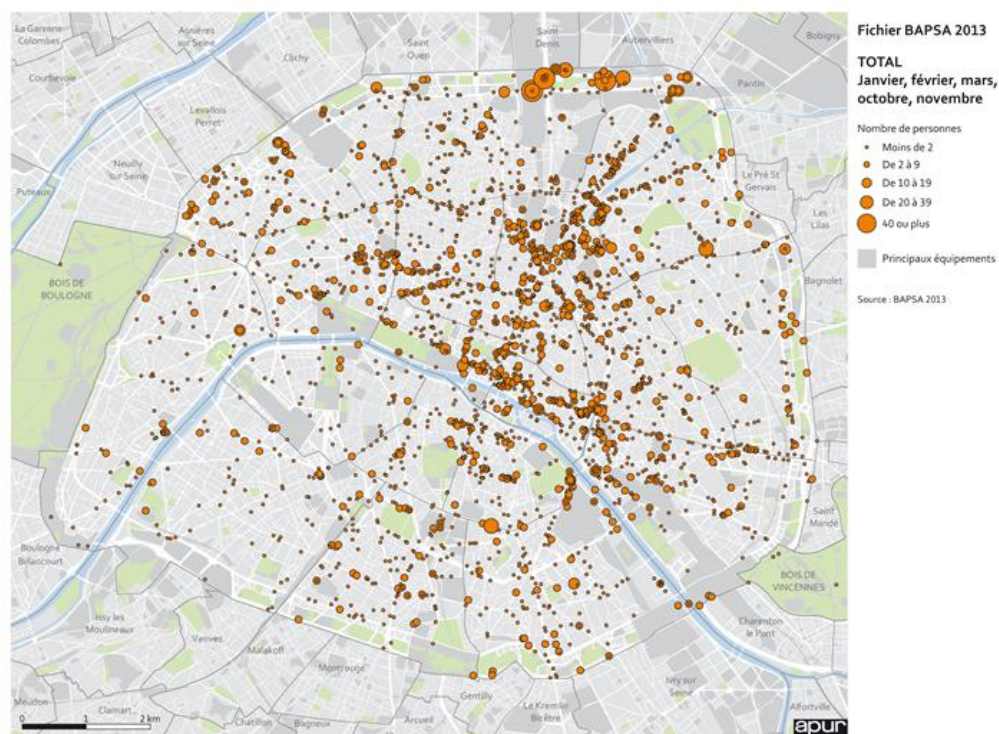 La Garenne
Colombes
Asnières
sur Seine
Clichy
Saint
Ouen
Saint
Denis
Aubervilliers
Bobigny
Courbevoie
Levallois
Perret
Pantin
Neuilly
sur Seine
Puteaux
Le Pré St
Gervais
Les
Lilas
BOIS DE
BOULOGNE
Bagnolet
Saint
Mandé
Boulogne
Billancourt
BOIS DE
VINCENNES
Issy les
Moulineaux
Vanves
Malakoff
Montrouge
Charenton
le Pont
Gentilly
Ivry sur
Seine
Meudon
Clamart
Chatillon
Bagneux
Arcueil
Le Kremlin
Bicêtre
Alfortville
0 1 2 km
apur
Fichier BAPSA 2013
TOTAL
Janvier, février, mars,
octobre, novembre
Nombre de personnes
Moins de 2
De 2 à 9
De 10 à 19
De 20 à 39
40 ou plus
Principaux équipements
Source : BAPSA 2013